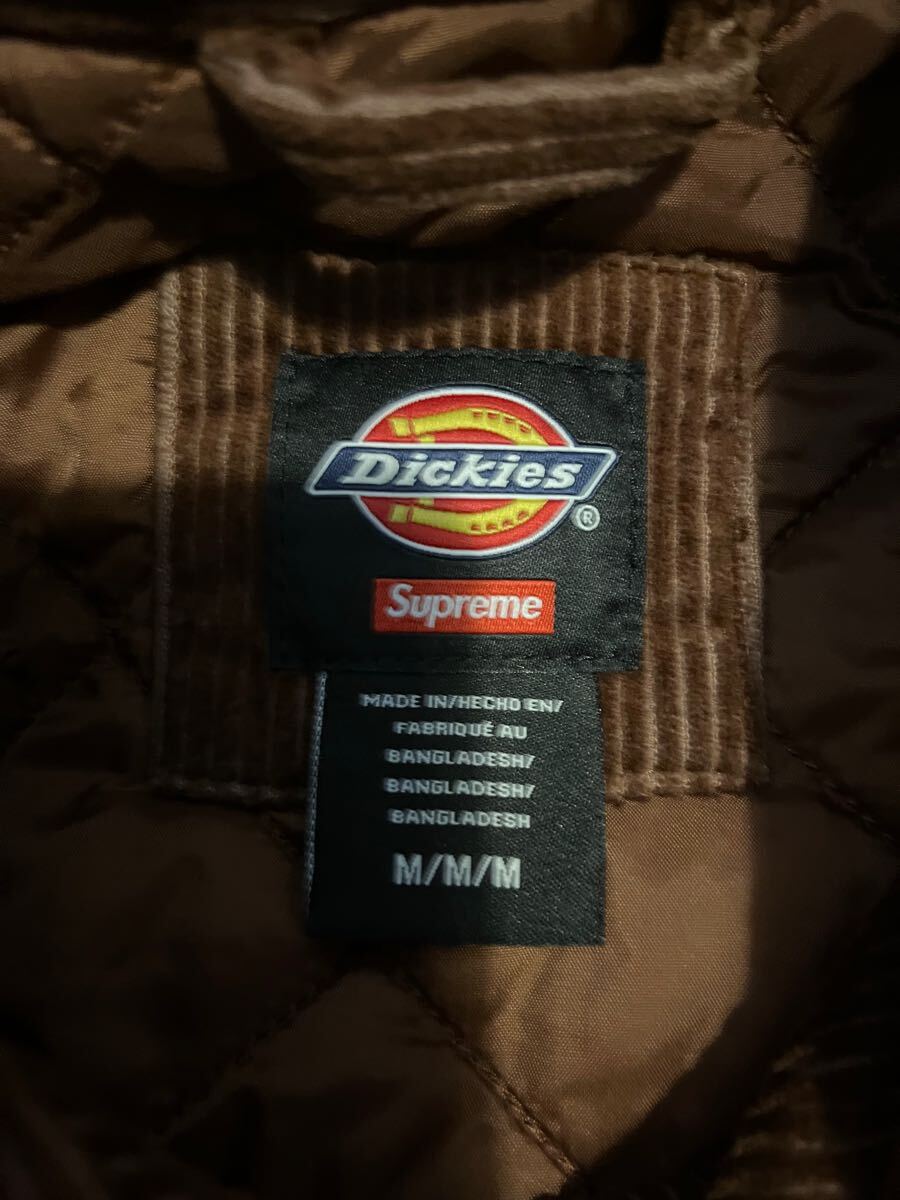 Dickies
®
Supreme
MADE IN/HECHO EN/
FABRIQUÉ AU
BANGLADESH/
BANGLADESH/
BANGLADESH
M/M/M